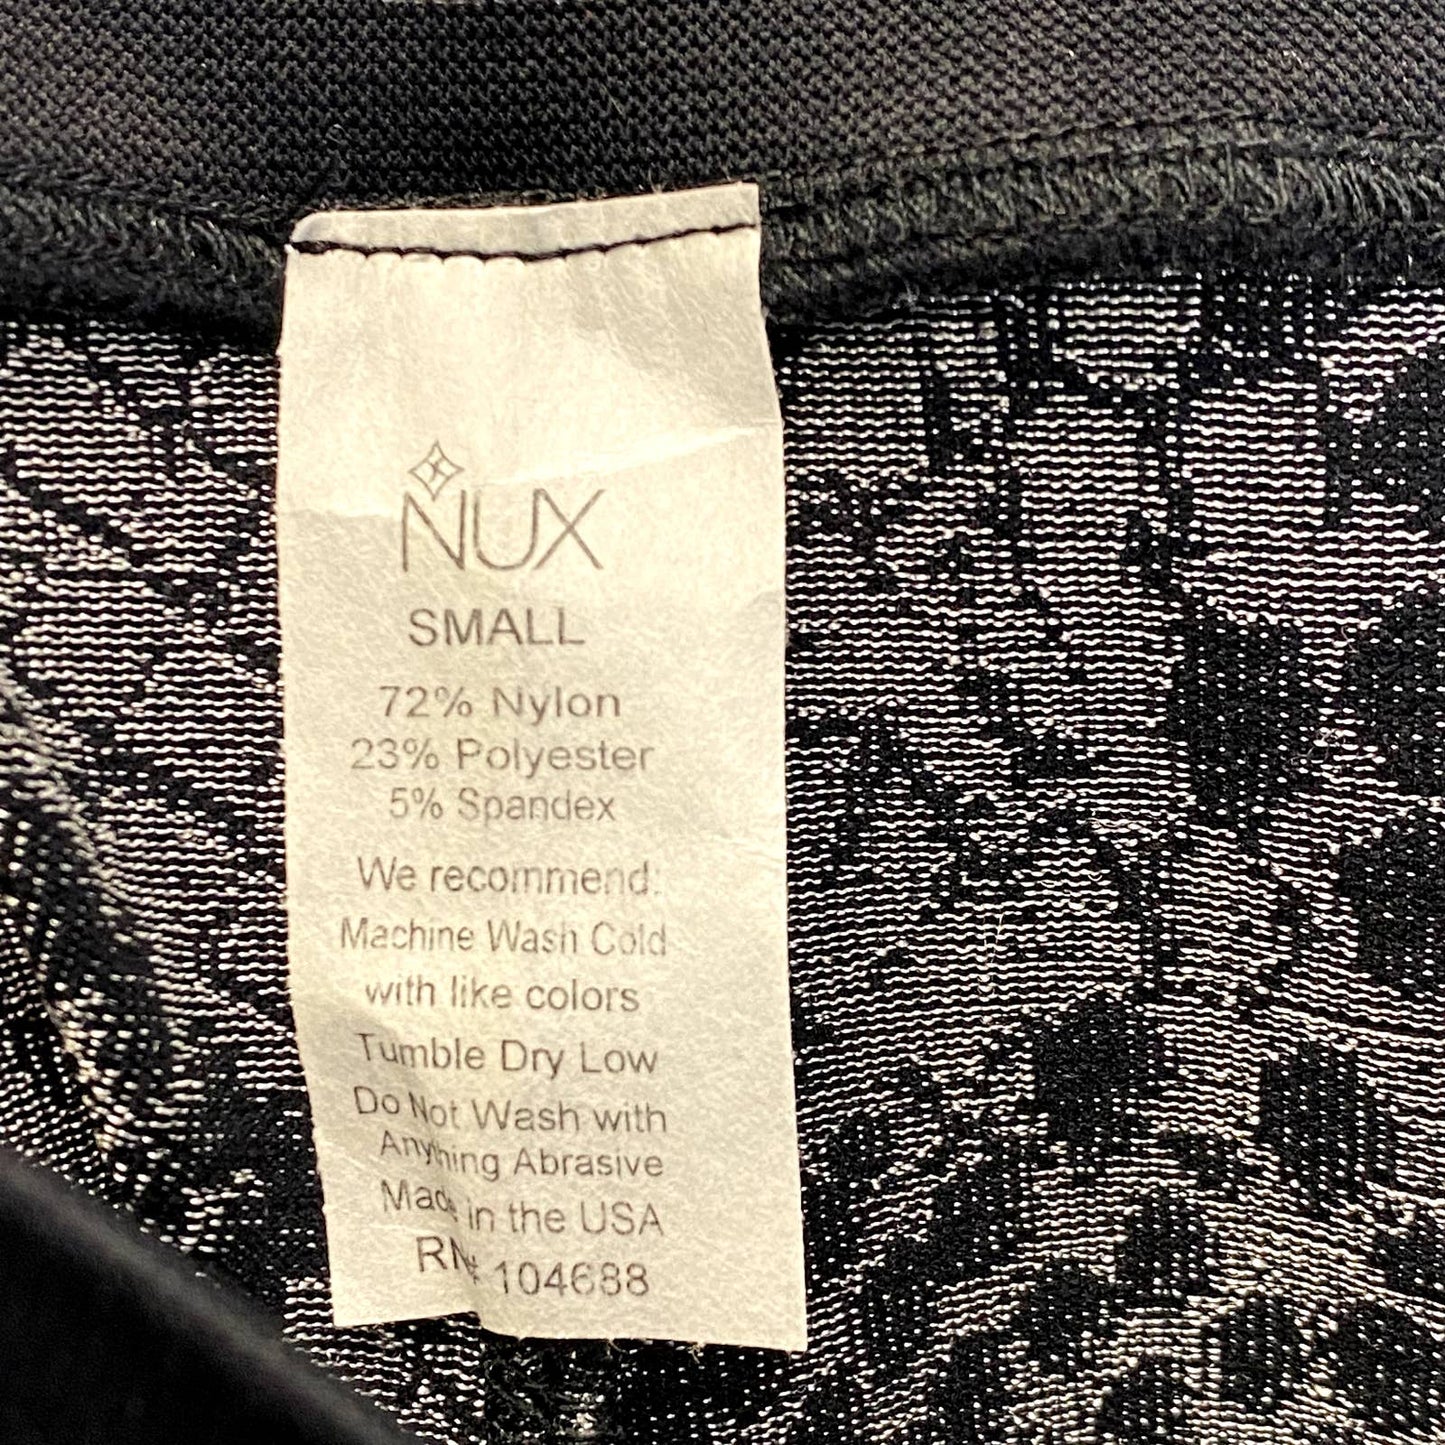 NUX
SMALL
72% Nylon
23% Polyester
5% Spandex
We recommend:
Machine Wash Cold
with like colors
Tumble Dry Low
Do Not Wash with
Anything Abrasive
Made in the USA
RN# 104688